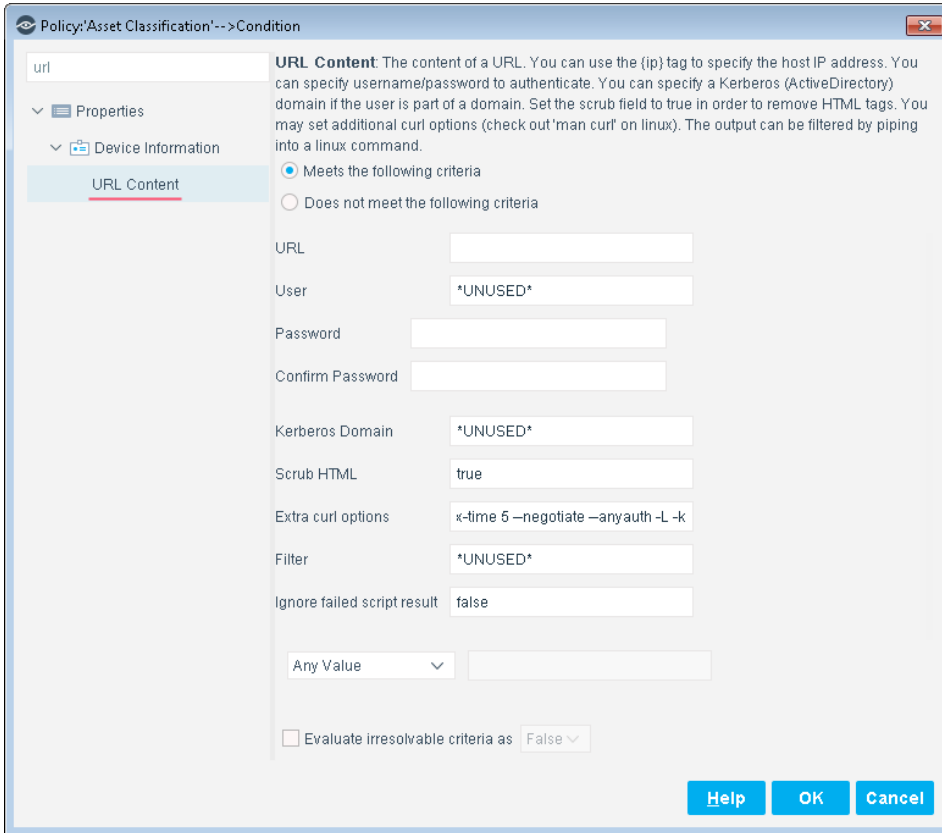 Policy:'Asset Classification'-->Condition
url
Properties
Device Information
URL Content
URL Content: The content of a URL. You can use the {ip} tag to specify the host IP address. You
can specify username/password to authenticate. You can specify a Kerberos (ActiveDirectory)
domain if the user is part of a domain. Set the scrub field to true in order to remove HTML tags. You
may set additional curl options (check out 'man curl' on linux). The output can be filtered by piping
into a linux command.
Meets the following criteria
Does not meet the following criteria
URL
User *UNUSED*
Password
Confirm Password
Kerberos Domain *UNUSED*
Scrub HTML true
Extra curl options x-time 5 --negotiate --anyauth -L -k
Filter *UNUSED*
Ignore failed script result false
Any Value
Evaluate irresolvable criteria as False
Help OK Cancel